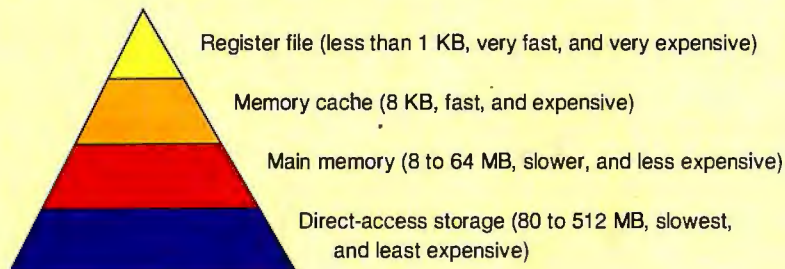 Register file (less than 1 KB, very fast, and very expensive)
Memory cache (8 KB, fast, and expensive)
Main memory (8 to 64 MB, slower, and less expensive)
Direct-access storage (80 to 512 MB, slowest,
and least expensive)